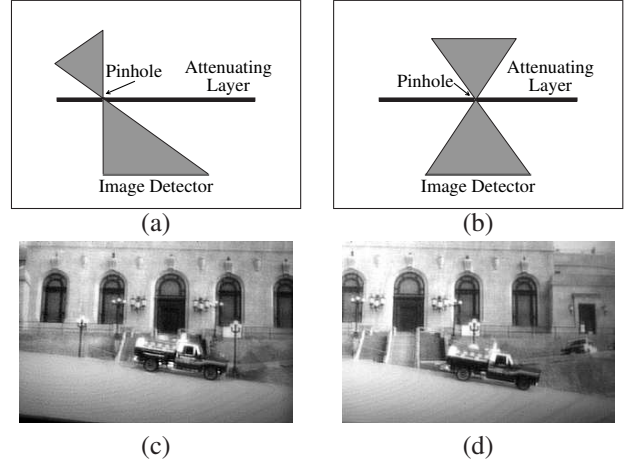 Pinhole
Attenuating
Layer
Image Detector
(a)
Pinhole
Attenuating
Layer
Image Detector
(b)
(c)
(d)